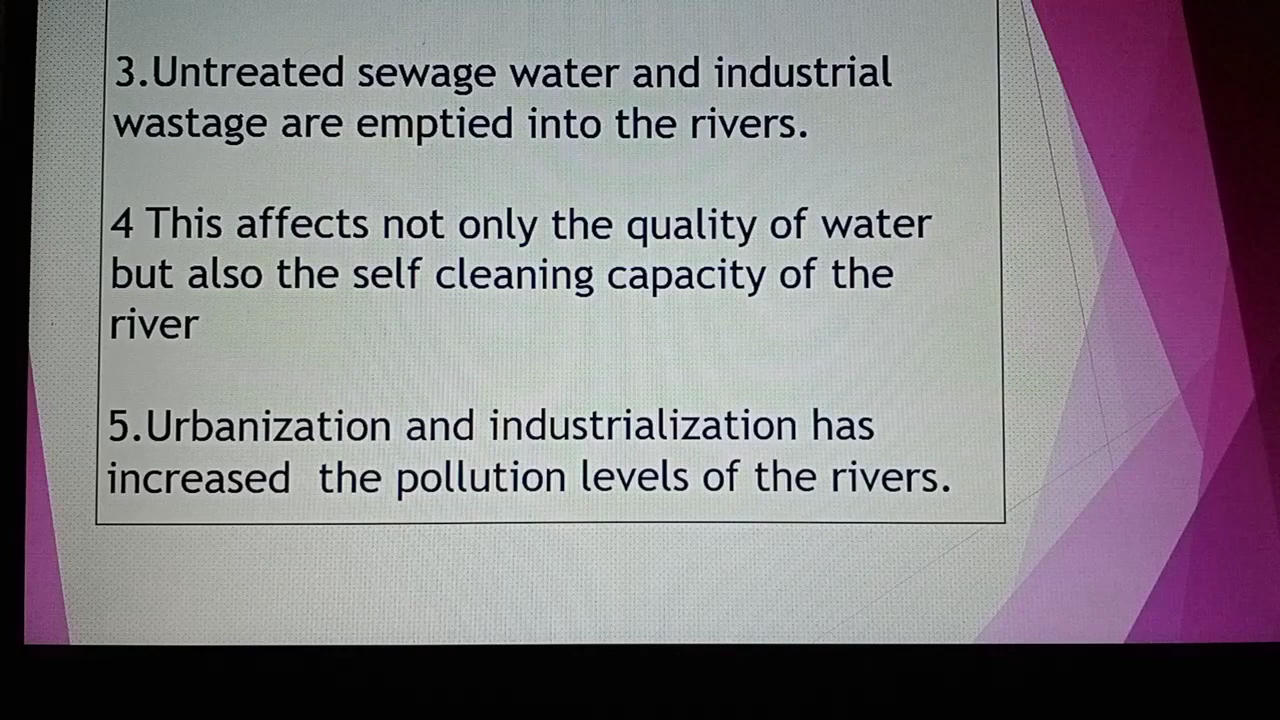 3.Untreated sewage water and industrial
wastage are emptied into the rivers.
4 This affects not only the quality of water
but also the self cleaning capacity of the
river
5.Urbanization and industrialization has
increased  the pollution levels of the rivers.